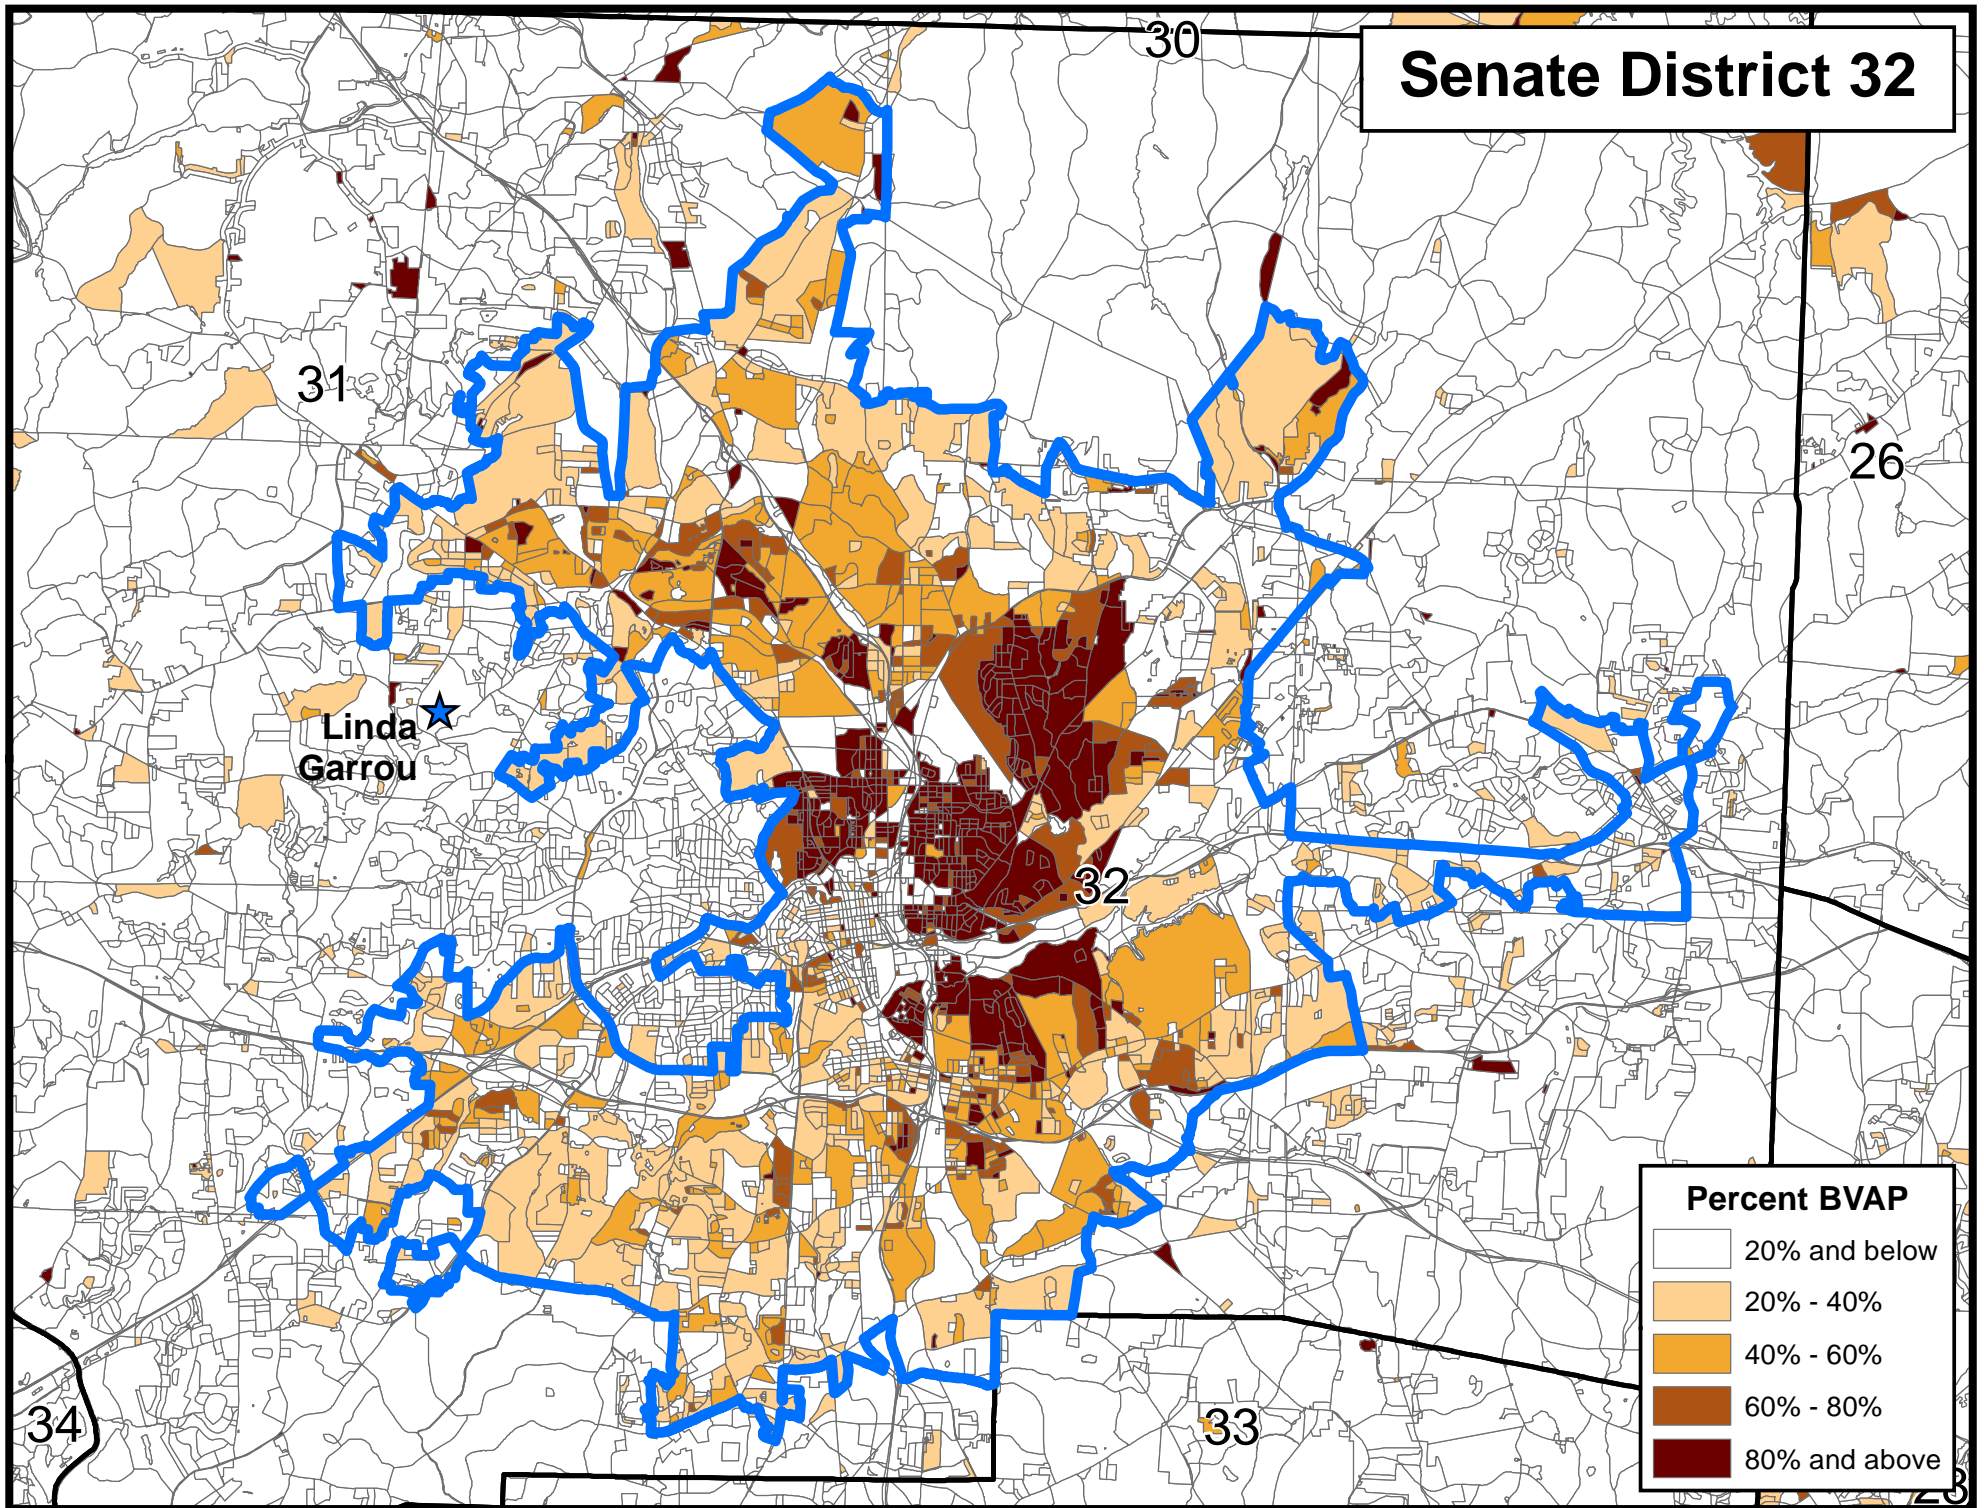 30
Senate District 32
31
26
Linda
Garrou
32
Percent BVAP
20% and below
20% - 40%
40% - 60%
60% - 80%
80% and above
34
33
28